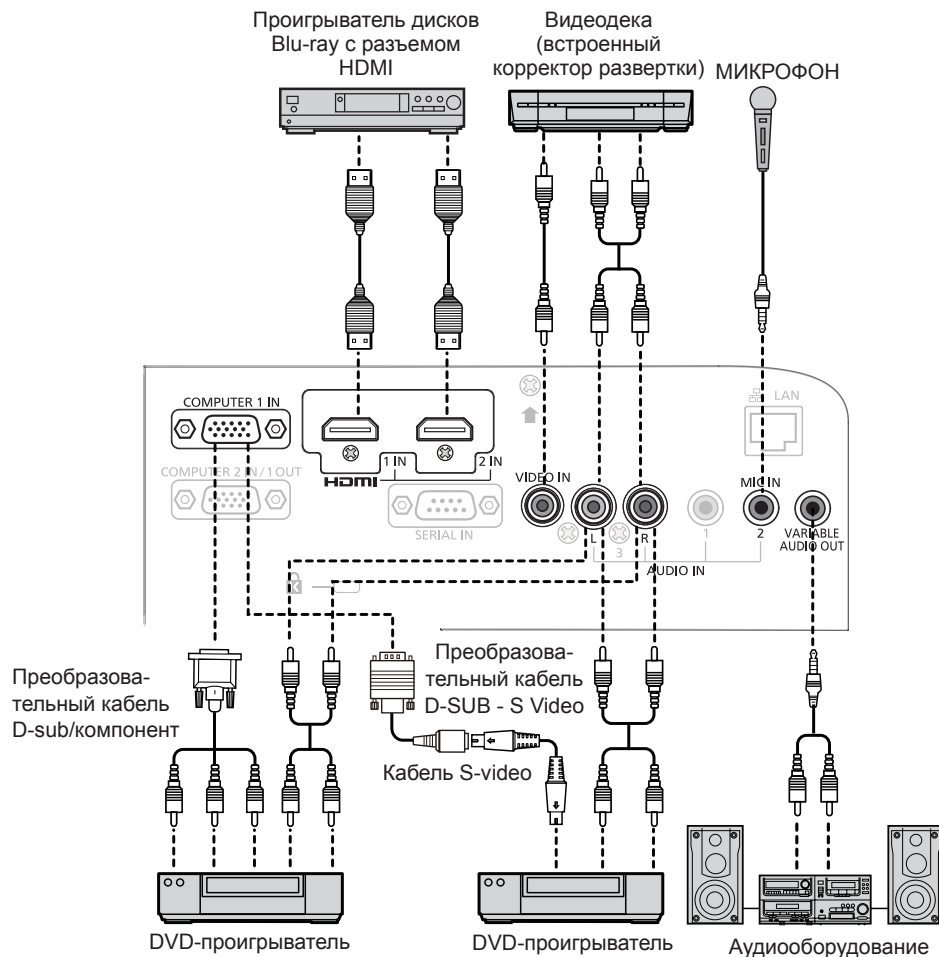 Проигрыватель дисков
Blu-ray с разъемом
HDMI
Видеодека
(встроенный
корректор развертки)
МИКРОФОН
COMPUTER 1 IN
COMPUTER 2 IN / 1 OUT
HDMI
1 IN
2 IN
SERIAL IN
VIDEO IN
L
R
3
1
2
AUDIO IN
LAN
MIC IN
VARIABLE
AUDIO OUT
K
Преобразова-
тельный кабель
D-sub/компонент
Преобразова-
тельный кабель
D-SUB - S Video
Кабель S-video
DVD-проигрыватель
DVD-проигрыватель
Аудиооборудование